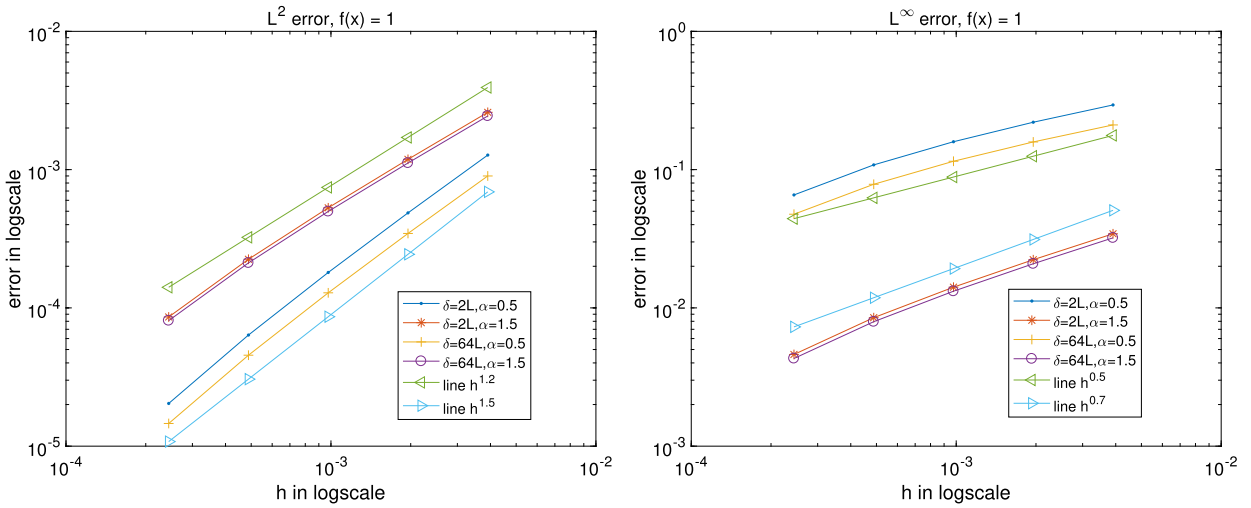 L² error, f(x) = 1
10⁻²
10⁻³
10⁻⁴
10⁻⁵
error in logscale
δ=2L,α=0.5
δ=2L,α=1.5
δ=64L,α=0.5
δ=64L,α=1.5
line h¹·²
line h¹·⁵
10⁻⁴
10⁻³
10⁻²
h in logscale
L^∞ error, f(x) = 1
10⁰
10⁻¹
10⁻²
10⁻³
error in logscale
δ=2L,α=0.5
δ=2L,α=1.5
δ=64L,α=0.5
δ=64L,α=1.5
line h⁰·⁵
line h⁰·⁷
10⁻⁴
10⁻³
10⁻²
h in logscale